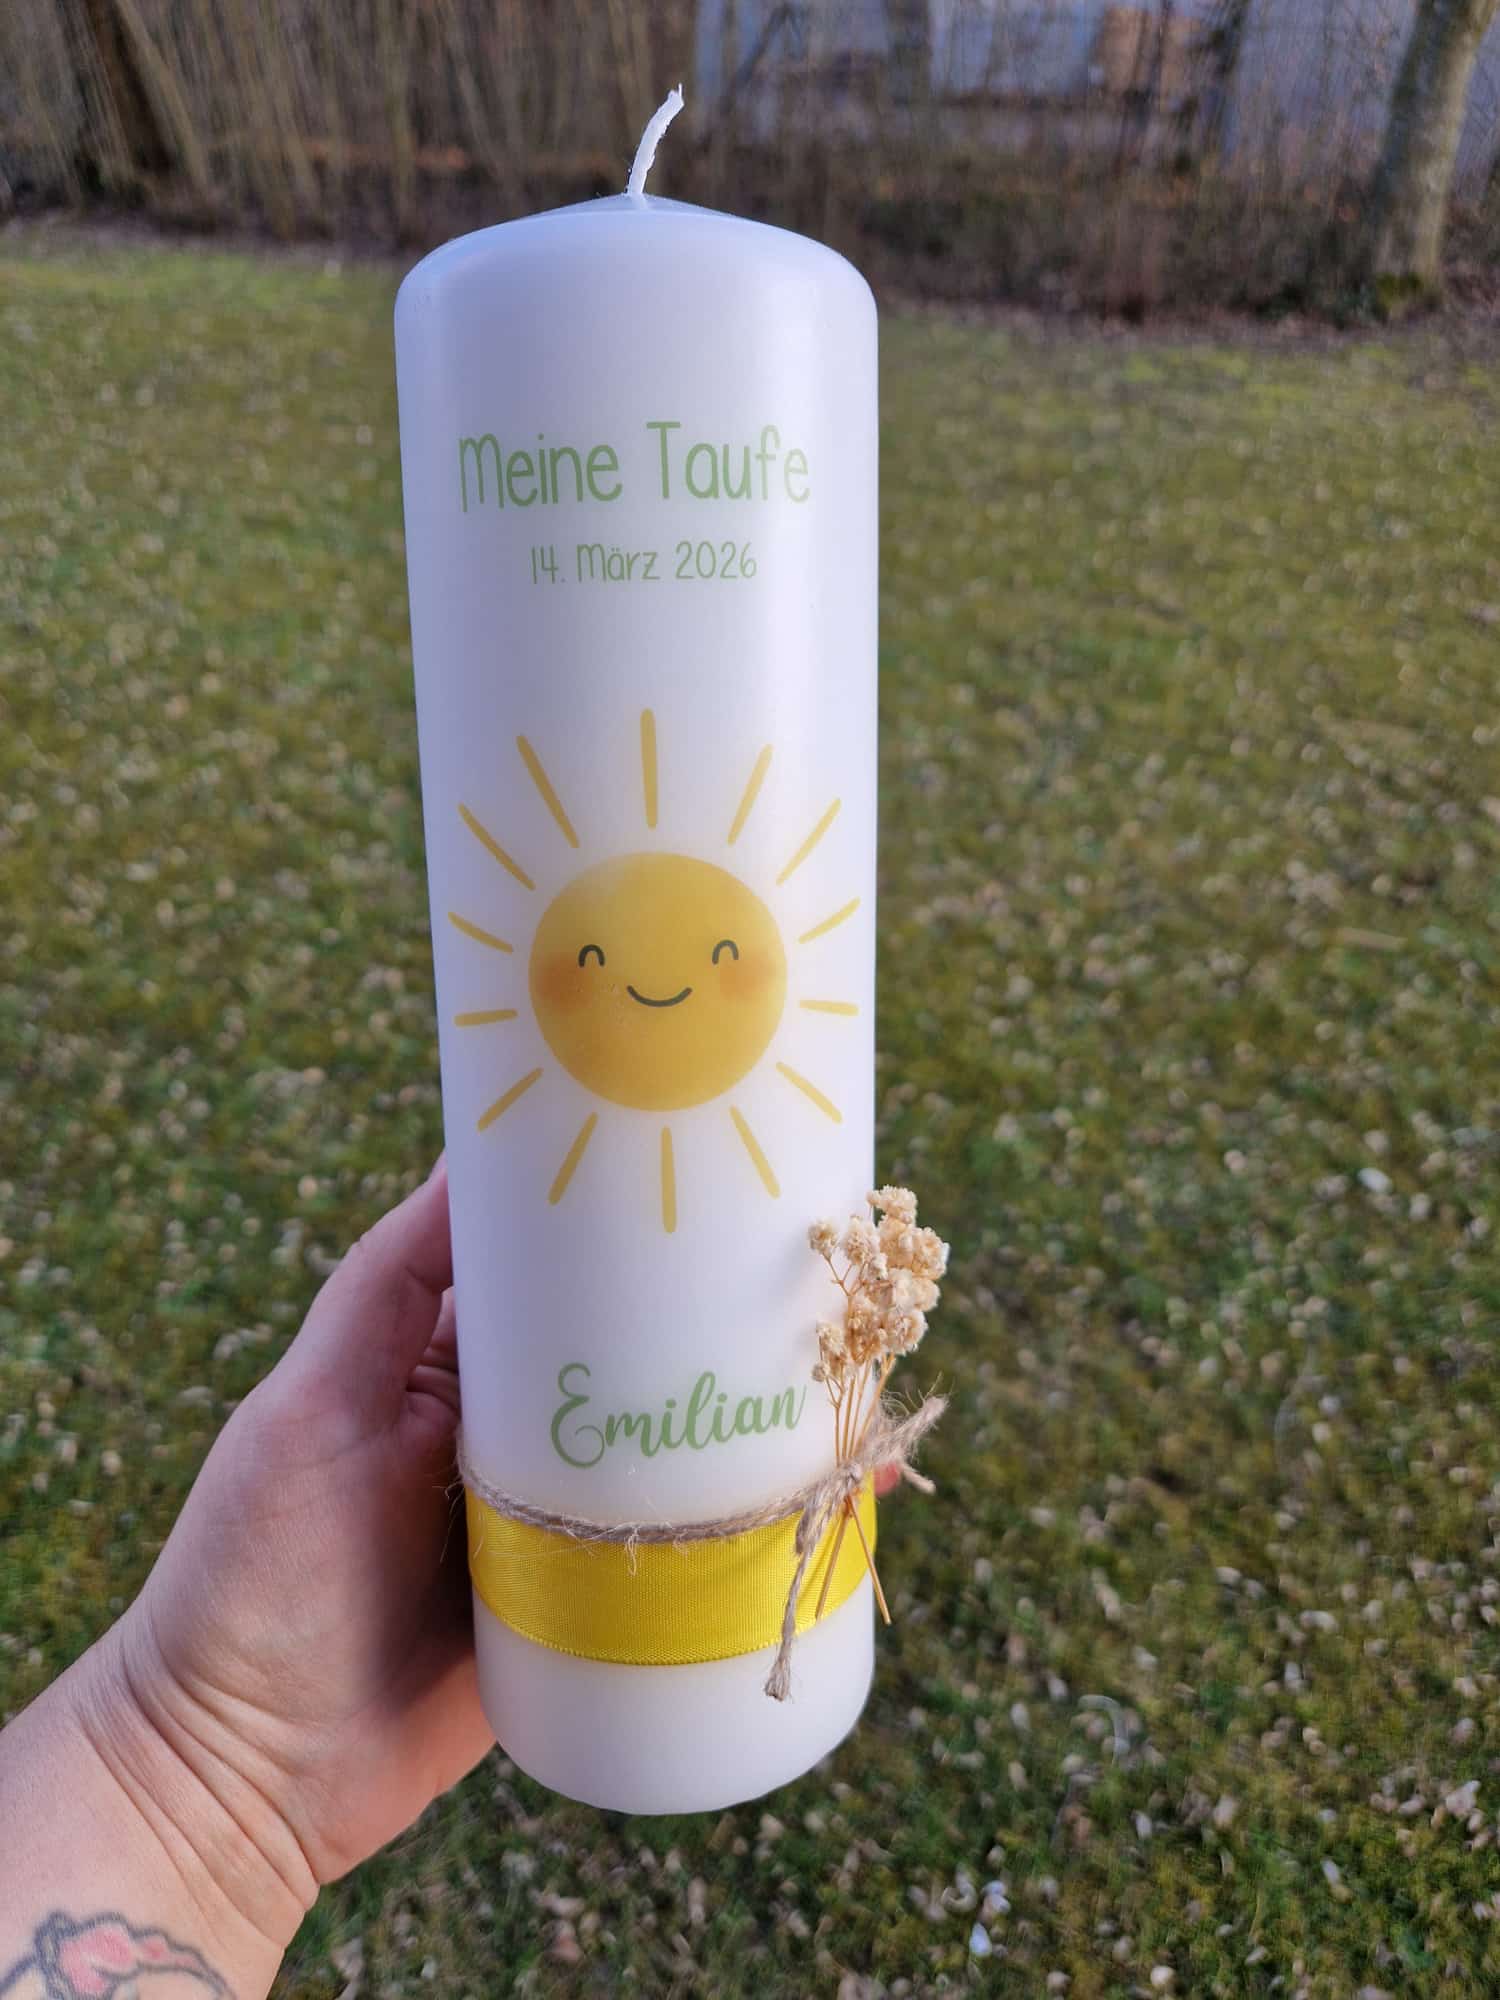 Meine Taufe
14. März 2026
Emilian